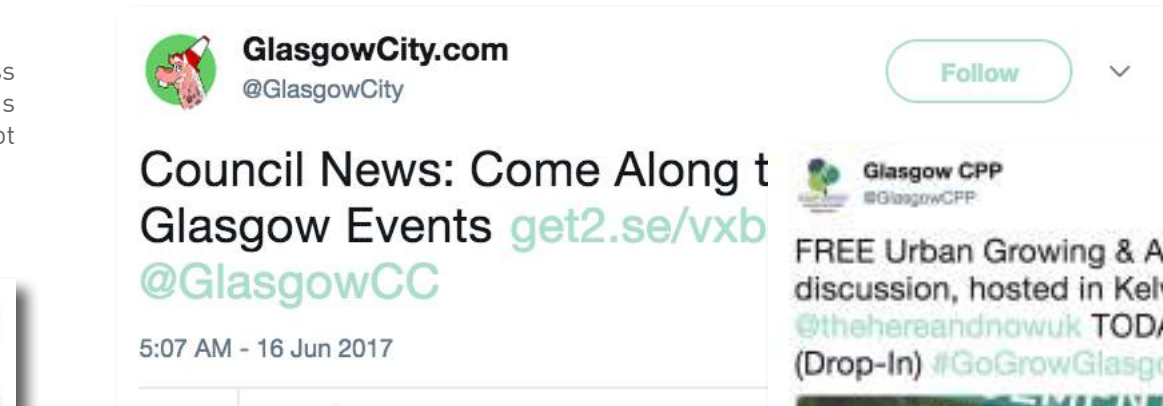 GlasgowCity.com
@GlasgowCity
Follow
Council News: Come Along t
Glasgow Events get2.se/vxb
@GlasgowCC
5:07 AM - 16 Jun 2017
Glasgow CPP
@GlasgowCPP
FREE Urban Growing & A
discussion, hosted in Kel
@thehereandnowuk TODA
(Drop-In) #GoGrowGlasgo